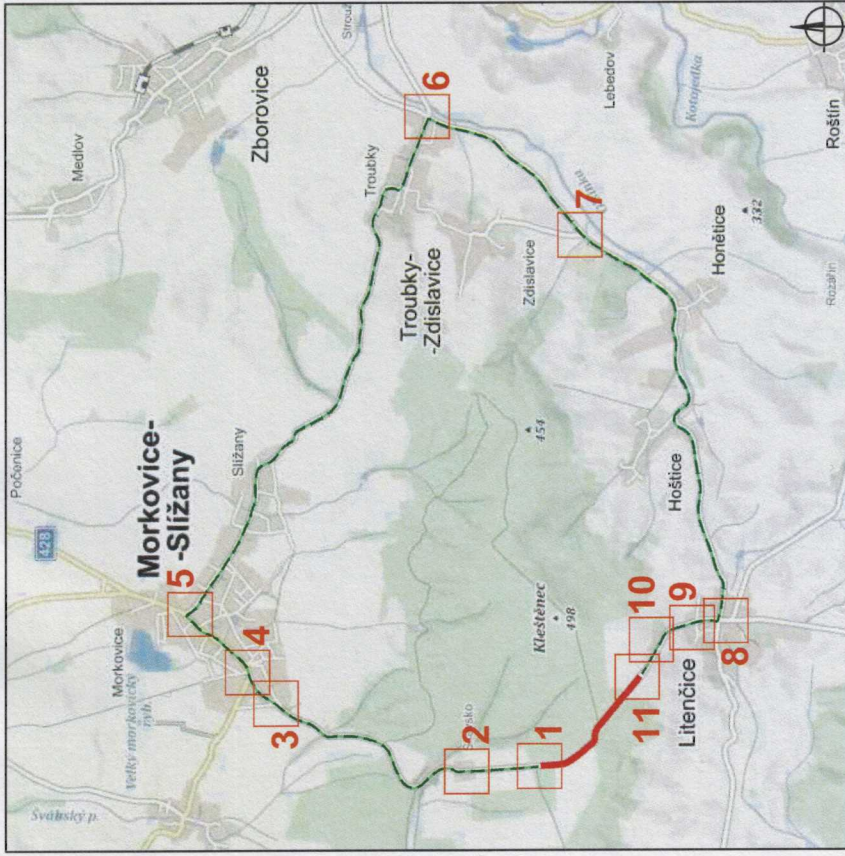 Medlov
Zborovice
Troubky
6
Lebedov
Kotojedka
Roštín
Troubky-
-Zdislavice
Zdislavice
7
Honětice
332
Počenice
428
Morkovice-
-Slížany
Slížany
454
Hoštice
5
Morkovice
4
Velký morkovický
ryb.
3
Kleštěnec
498
10
9
8
11
Litenčice
Švábský p.
2
1